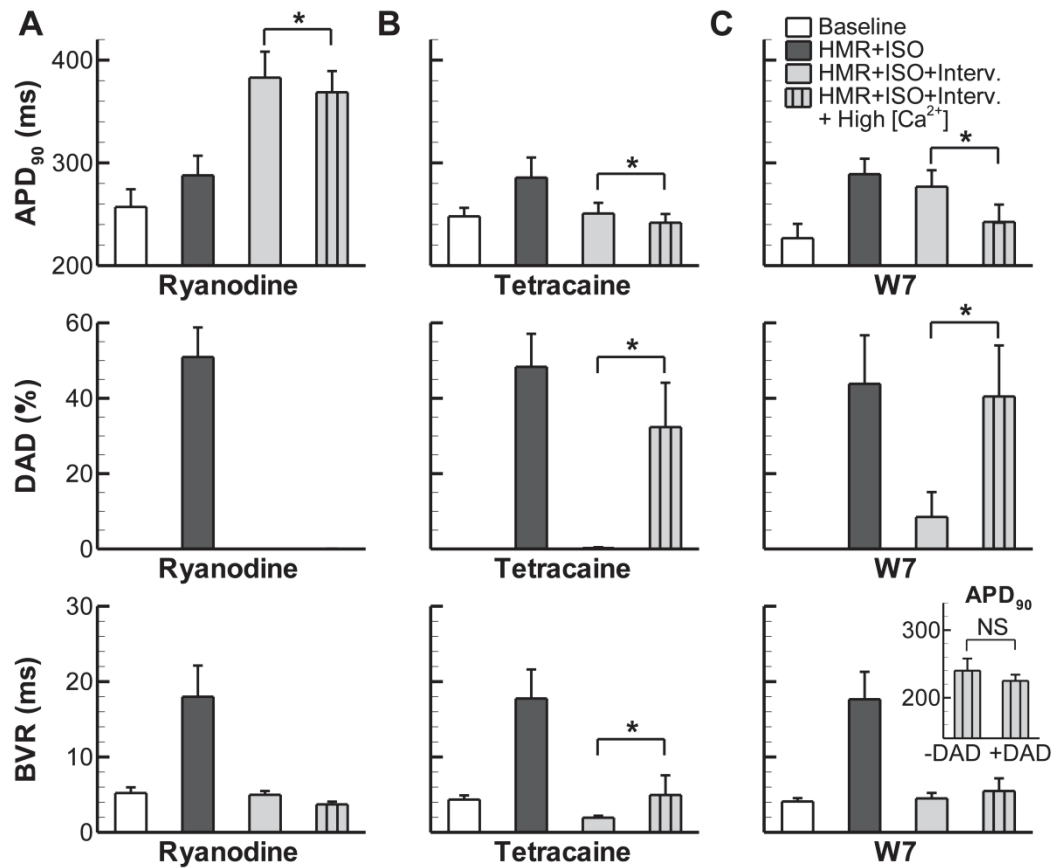 A
B
C
Baseline
HMR+ISO
HMR+ISO+Interv.
HMR+ISO+Interv.
+ High [Ca²⁺]
APD₉₀ (ms)
400
300
200
*
*
*
Ryanodine
Tetracaine
W7
DAD (%)
60
40
20
0
*
*
Ryanodine
Tetracaine
W7
BVR (ms)
30
20
10
0
*
APD₉₀
300
200
NS
-DAD +DAD
Ryanodine
Tetracaine
W7